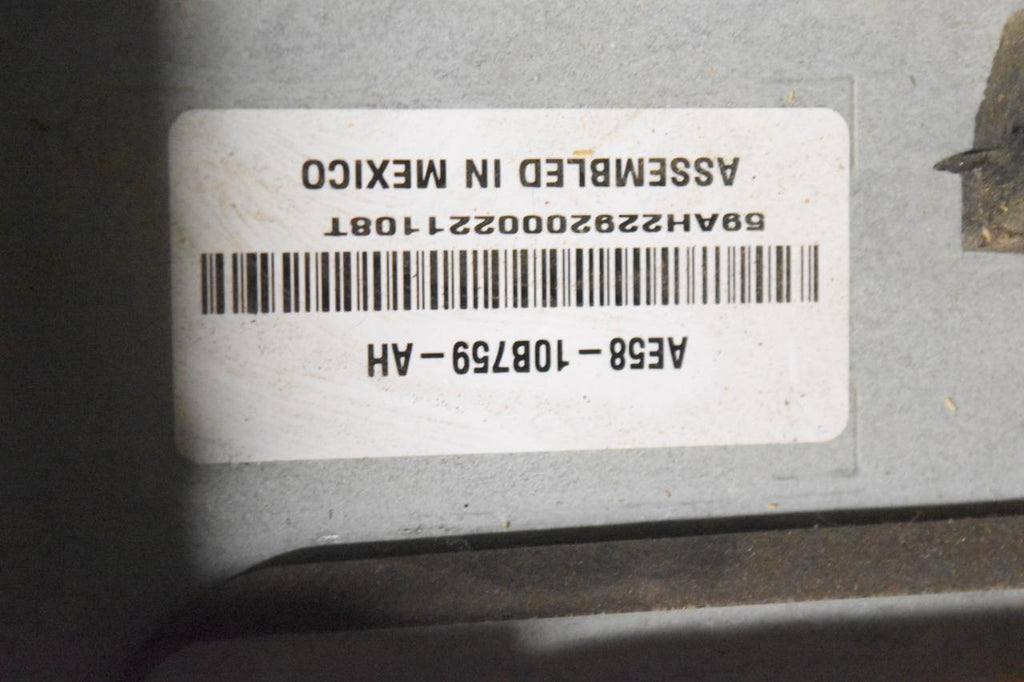 AE58-10B759-AH
59AH2292000221108T
ASSEMBLED IN MEXICO